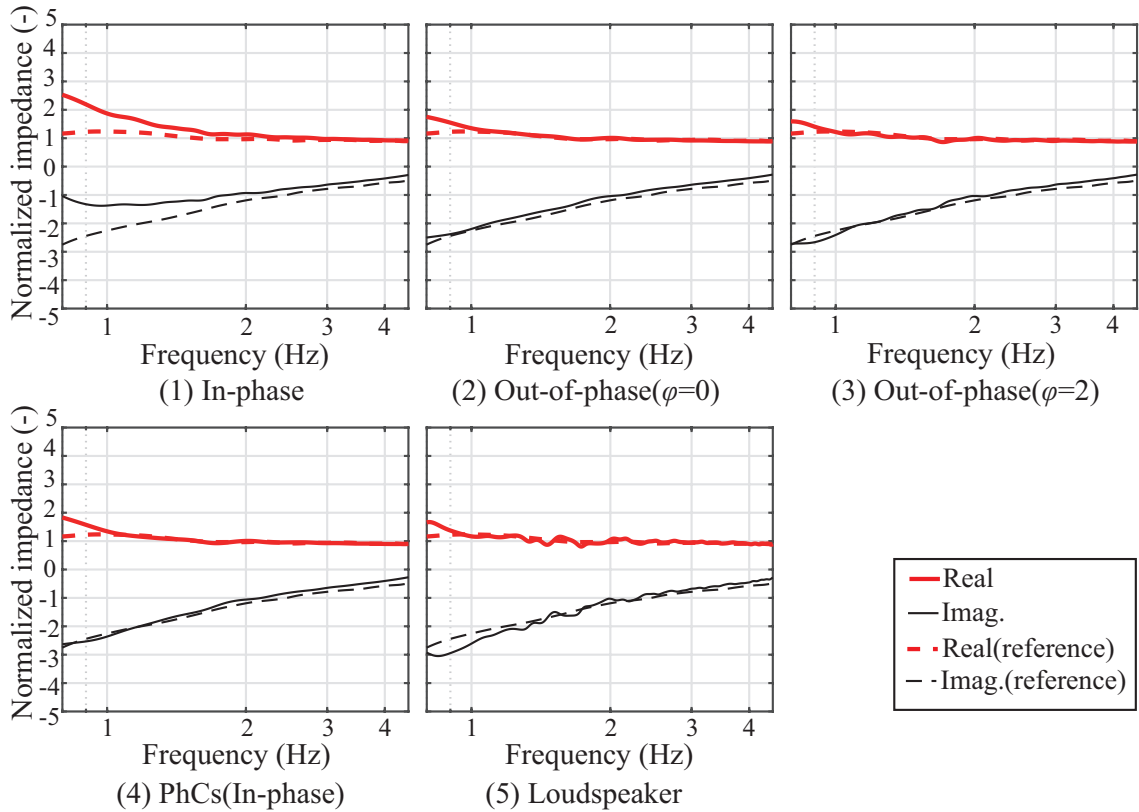 Normalized impedance (-)
5
4
3
2
1
0
-1
-2
-3
-4
-5
1 2 3 4
1 2 3 4
1 2 3 4
Frequency (Hz)
Frequency (Hz)
Frequency (Hz)
(1) In-phase
(2) Out-of-phase(φ=0)
(3) Out-of-phase(φ=2)
Normalized impedance (-)
5
4
3
2
1
0
-1
-2
-3
-4
-5
1 2 3 4
1 2 3 4
Frequency (Hz)
Frequency (Hz)
(4) PhCs(In-phase)
(5) Loudspeaker
Real
Imag.
Real(reference)
Imag.(reference)